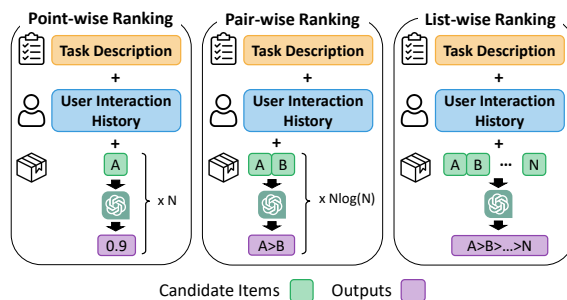 Point-wise Ranking
Task Description
+
User Interaction
History
+
A
x N
0.9
Pair-wise Ranking
Task Description
+
User Interaction
History
+
A B
x Nlog(N)
A>B
List-wise Ranking
Task Description
+
User Interaction
History
+
A B ... N
A>B>...>N
Candidate Items Outputs